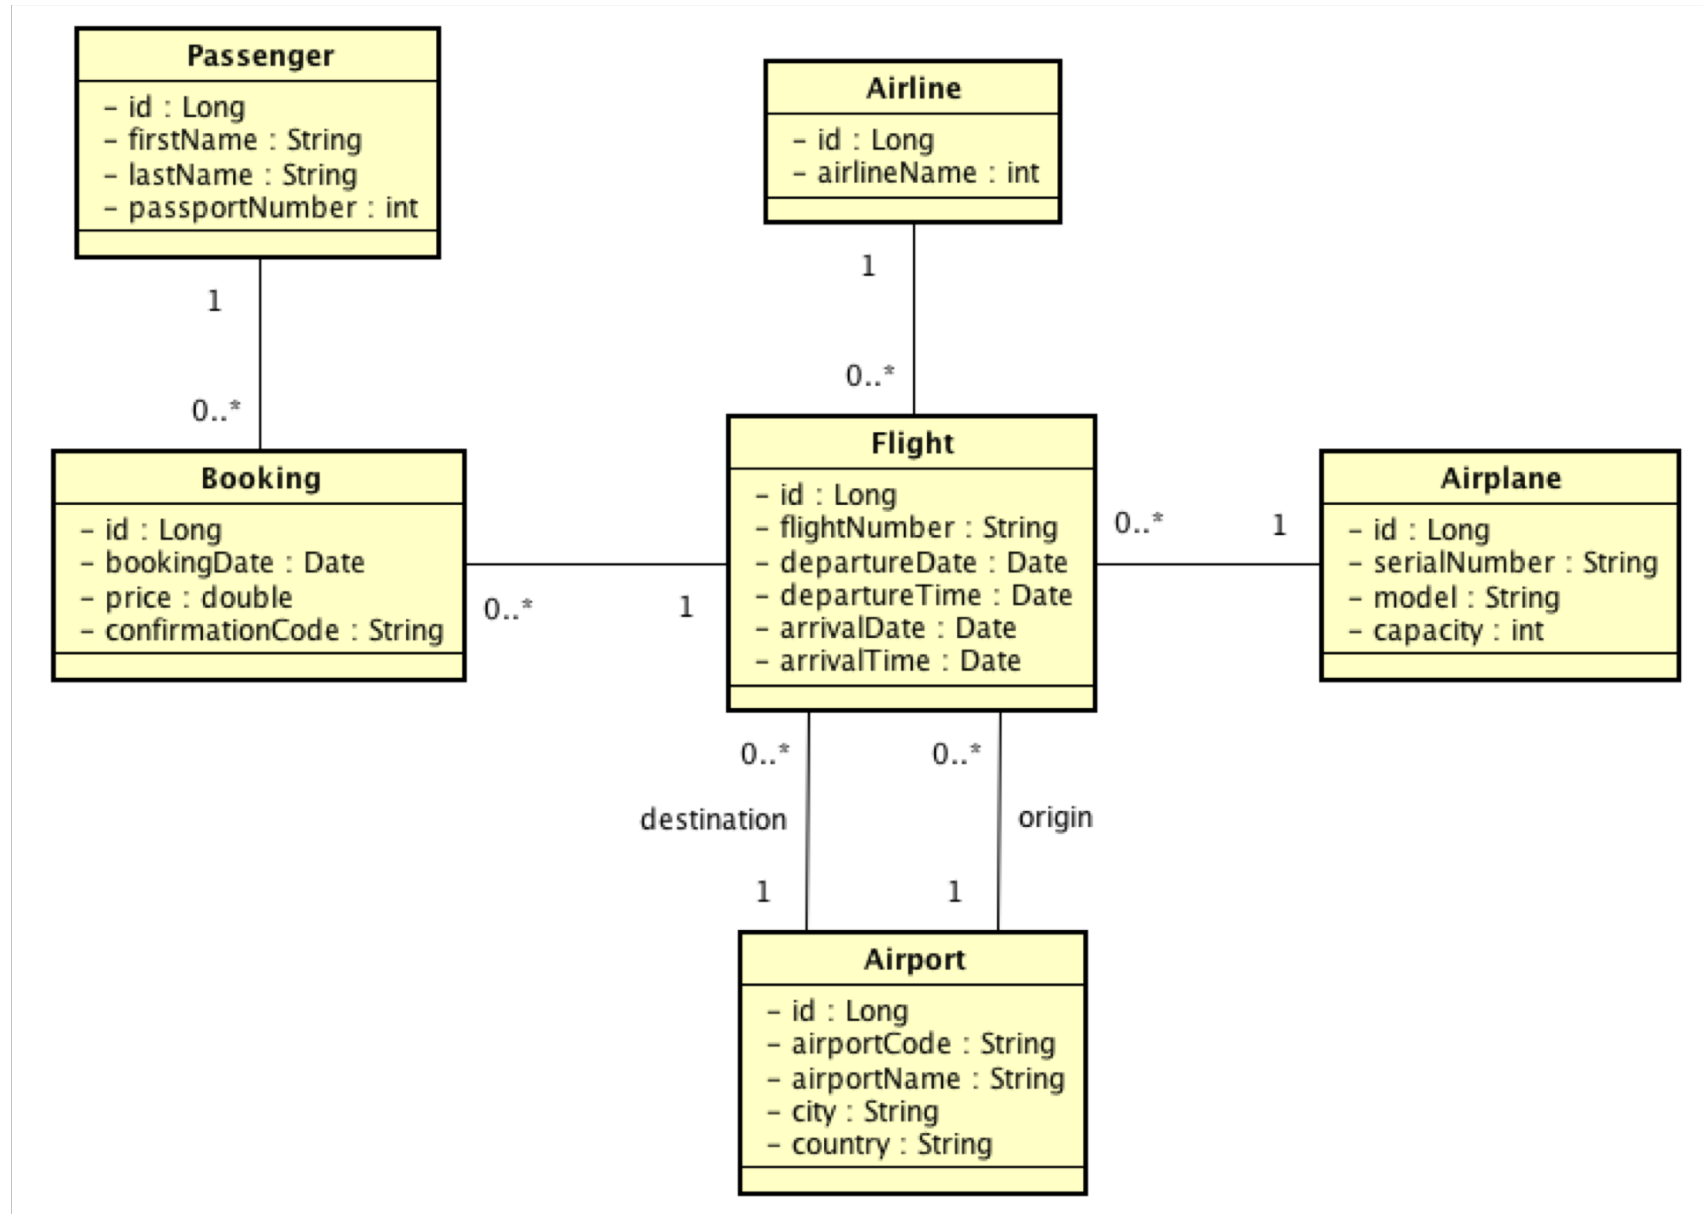 Passenger
– id : Long
– firstName : String
– lastName : String
– passportNumber : int
Airline
– id : Long
– airlineName : int
1
0..*
1
0..*
Booking
– id : Long
– bookingDate : Date
– price : double
– confirmationCode : String
0..*
1
Flight
– id : Long
– flightNumber : String
– departureDate : Date
– departureTime : Date
– arrivalDate : Date
– arrivalTime : Date
0..*
1
Airplane
– id : Long
– serialNumber : String
– model : String
– capacity : int
0..*
destination
1
0..*
origin
1
Airport
– id : Long
– airportCode : String
– airportName : String
– city : String
– country : String